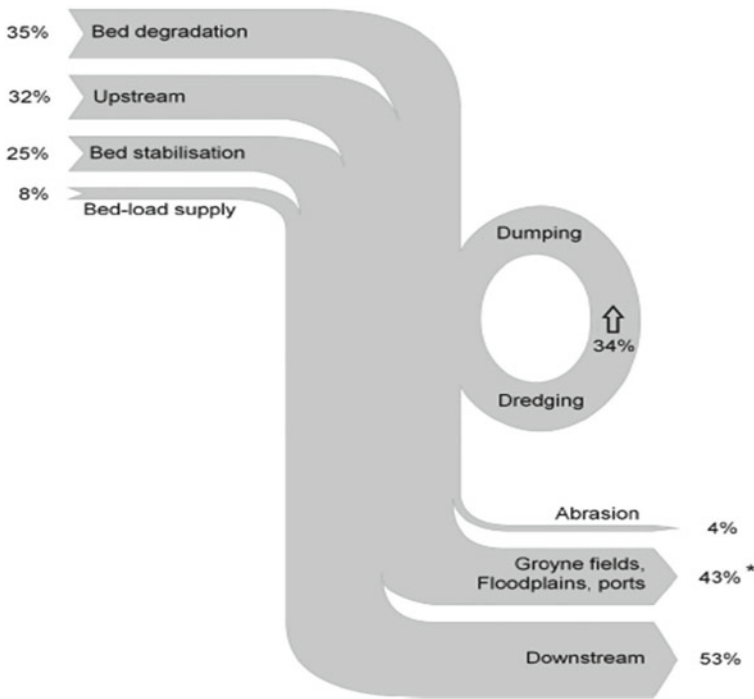 35% Bed degradation
32% Upstream
25% Bed stabilisation
8%
Bed-load supply
Dumping
34%
Dredging
Abrasion
4%
Groyne fields,
Floodplains, ports
43% *
Downstream 53%